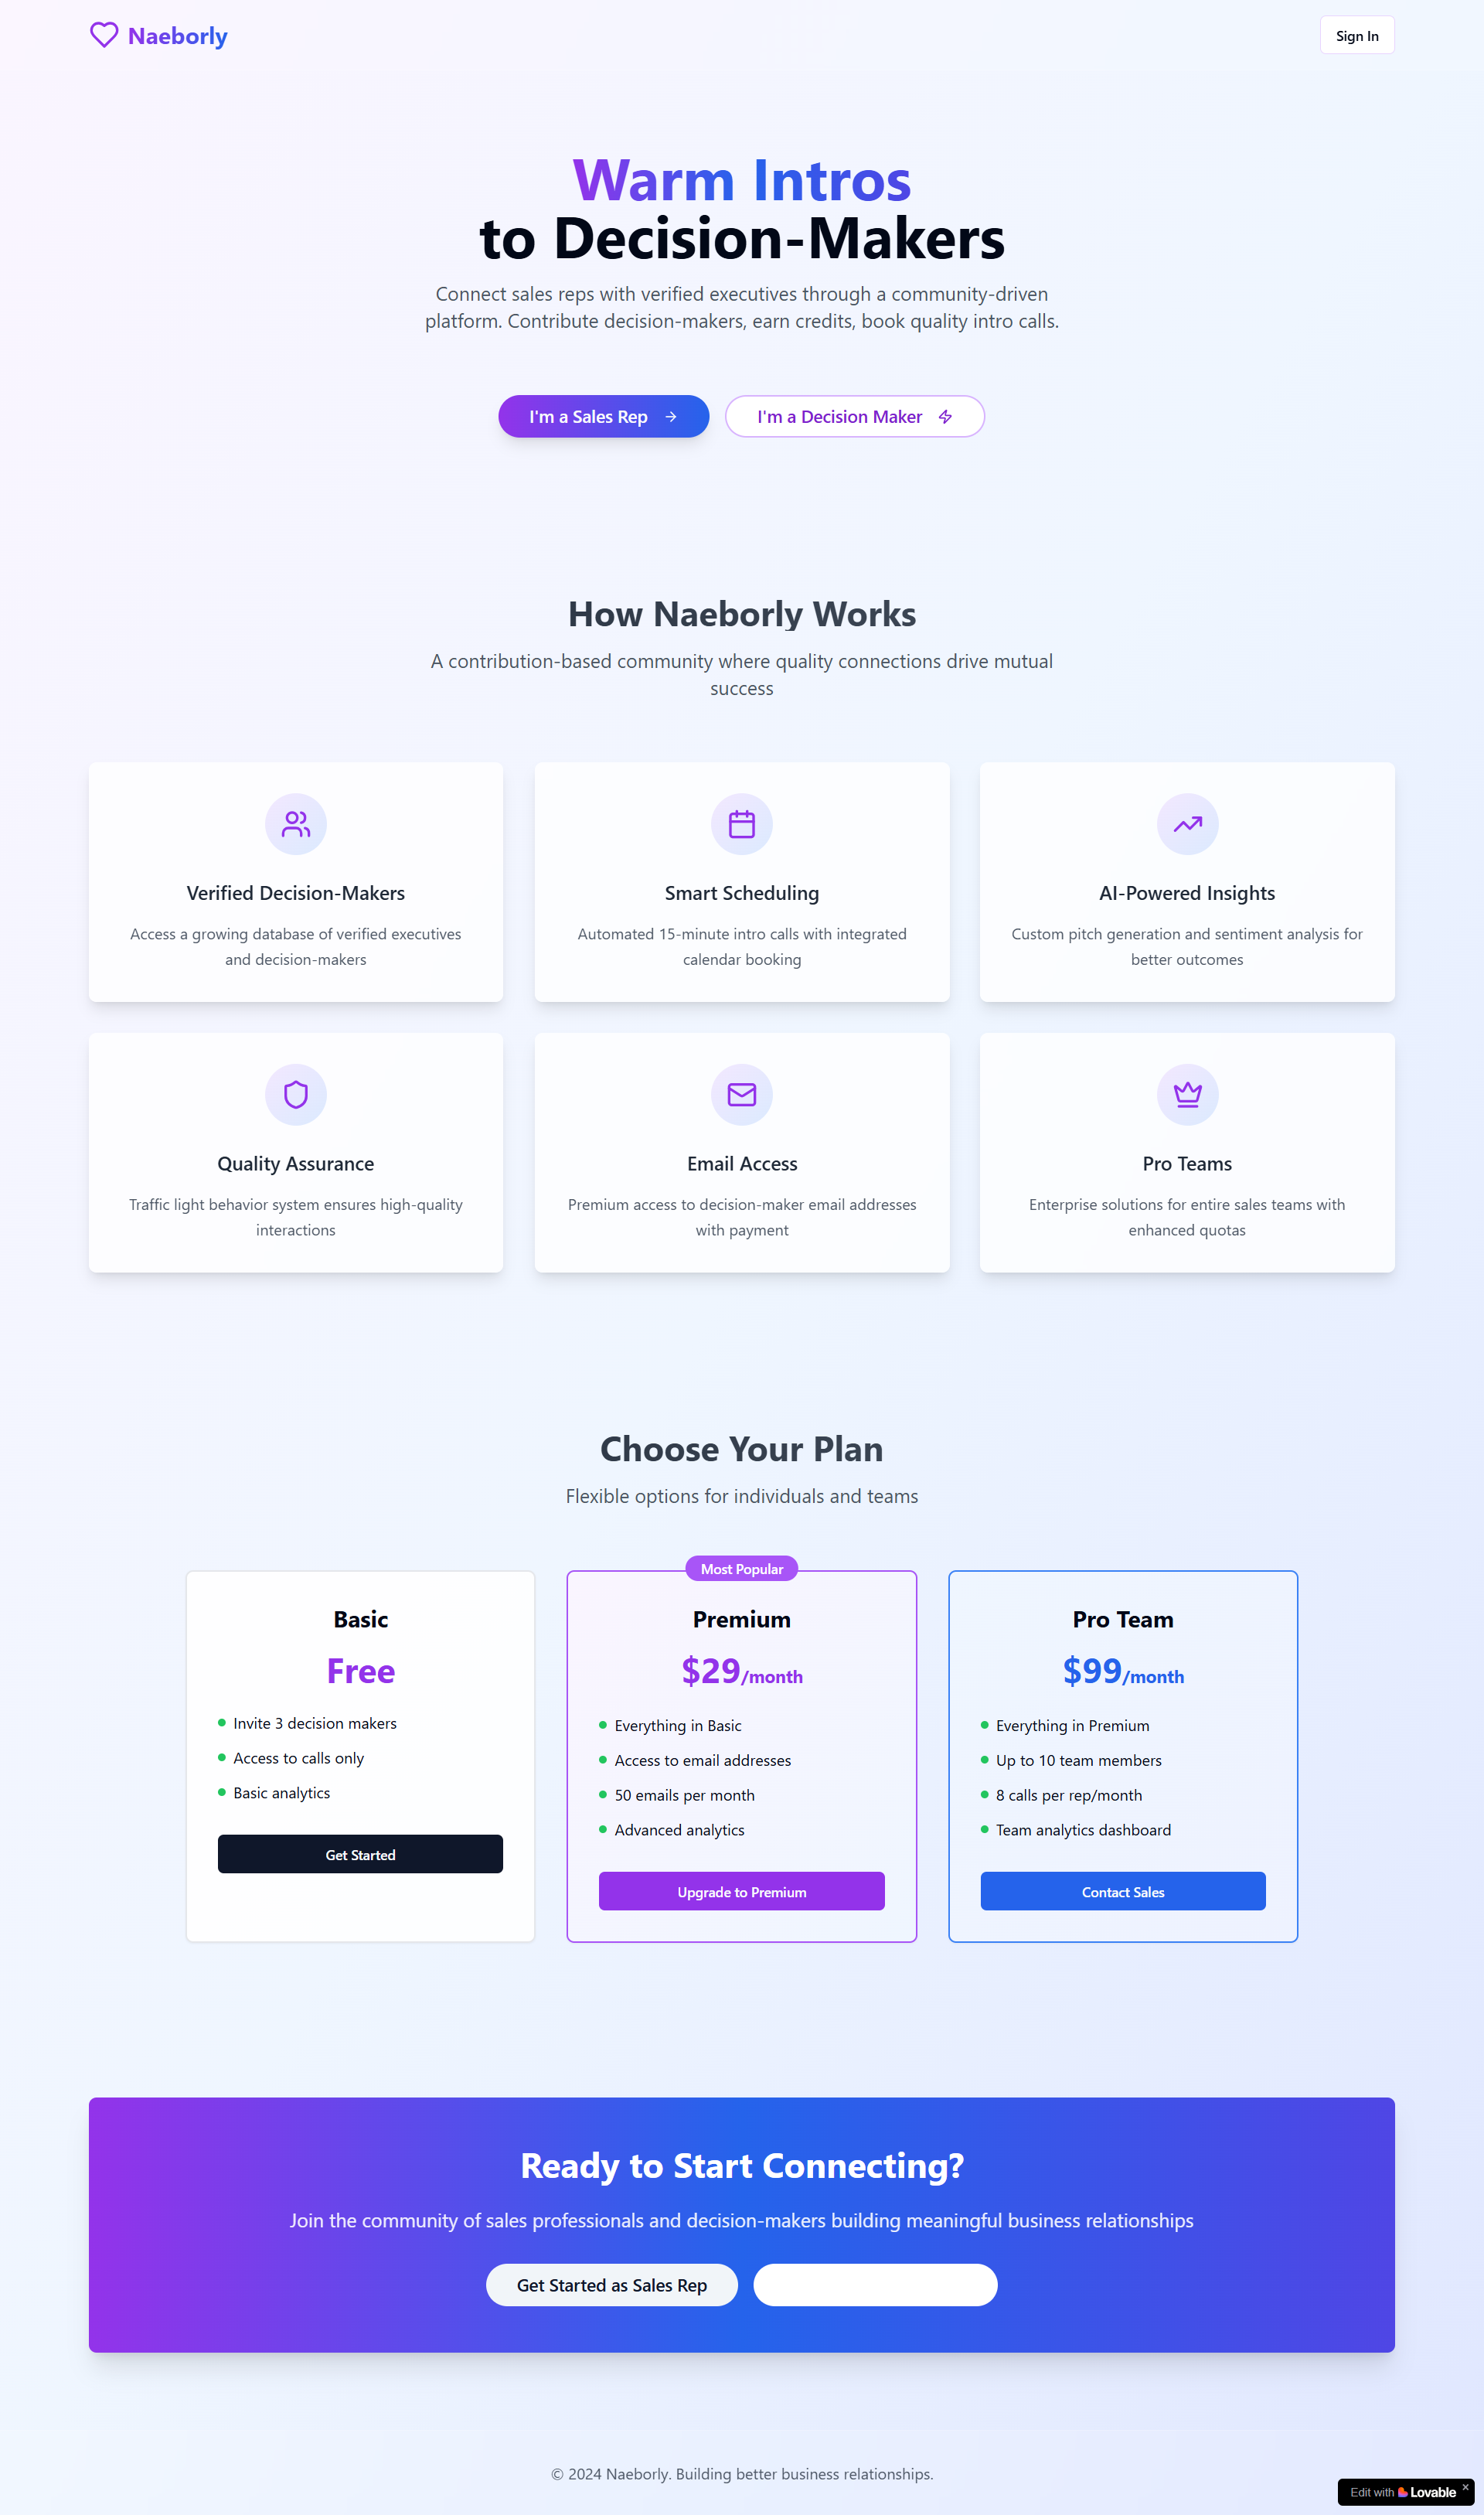 Naeborly
Sign In
Warm Intros
to Decision-Makers
Connect sales reps with verified executives through a community-driven
platform. Contribute decision-makers, earn credits, book quality intro calls.
I'm a Sales Rep
I'm a Decision Maker
How Naeborly Works
A contribution-based community where quality connections drive mutual
success
Verified Decision-Makers
Access a growing database of verified executives
and decision-makers
Smart Scheduling
Automated 15-minute intro calls with integrated
calendar booking
AI-Powered Insights
Custom pitch generation and sentiment analysis for
better outcomes
Quality Assurance
Traffic light behavior system ensures high-quality
interactions
Email Access
Premium access to decision-maker email addresses
with payment
Pro Teams
Enterprise solutions for entire sales teams with
enhanced quotas
Choose Your Plan
Flexible options for individuals and teams
Basic
Free
Invite 3 decision makers
Access to calls only
Basic analytics
Get Started
Most Popular
Premium
$29/month
Everything in Basic
Access to email addresses
50 emails per month
Advanced analytics
Upgrade to Premium
Pro Team
$99/month
Everything in Premium
Up to 10 team members
8 calls per rep/month
Team analytics dashboard
Contact Sales
Ready to Start Connecting?
Join the community of sales professionals and decision-makers building meaningful business relationships
Get Started as Sales Rep
© 2024 Naeborly. Building better business relationships.
Edit with Lovable